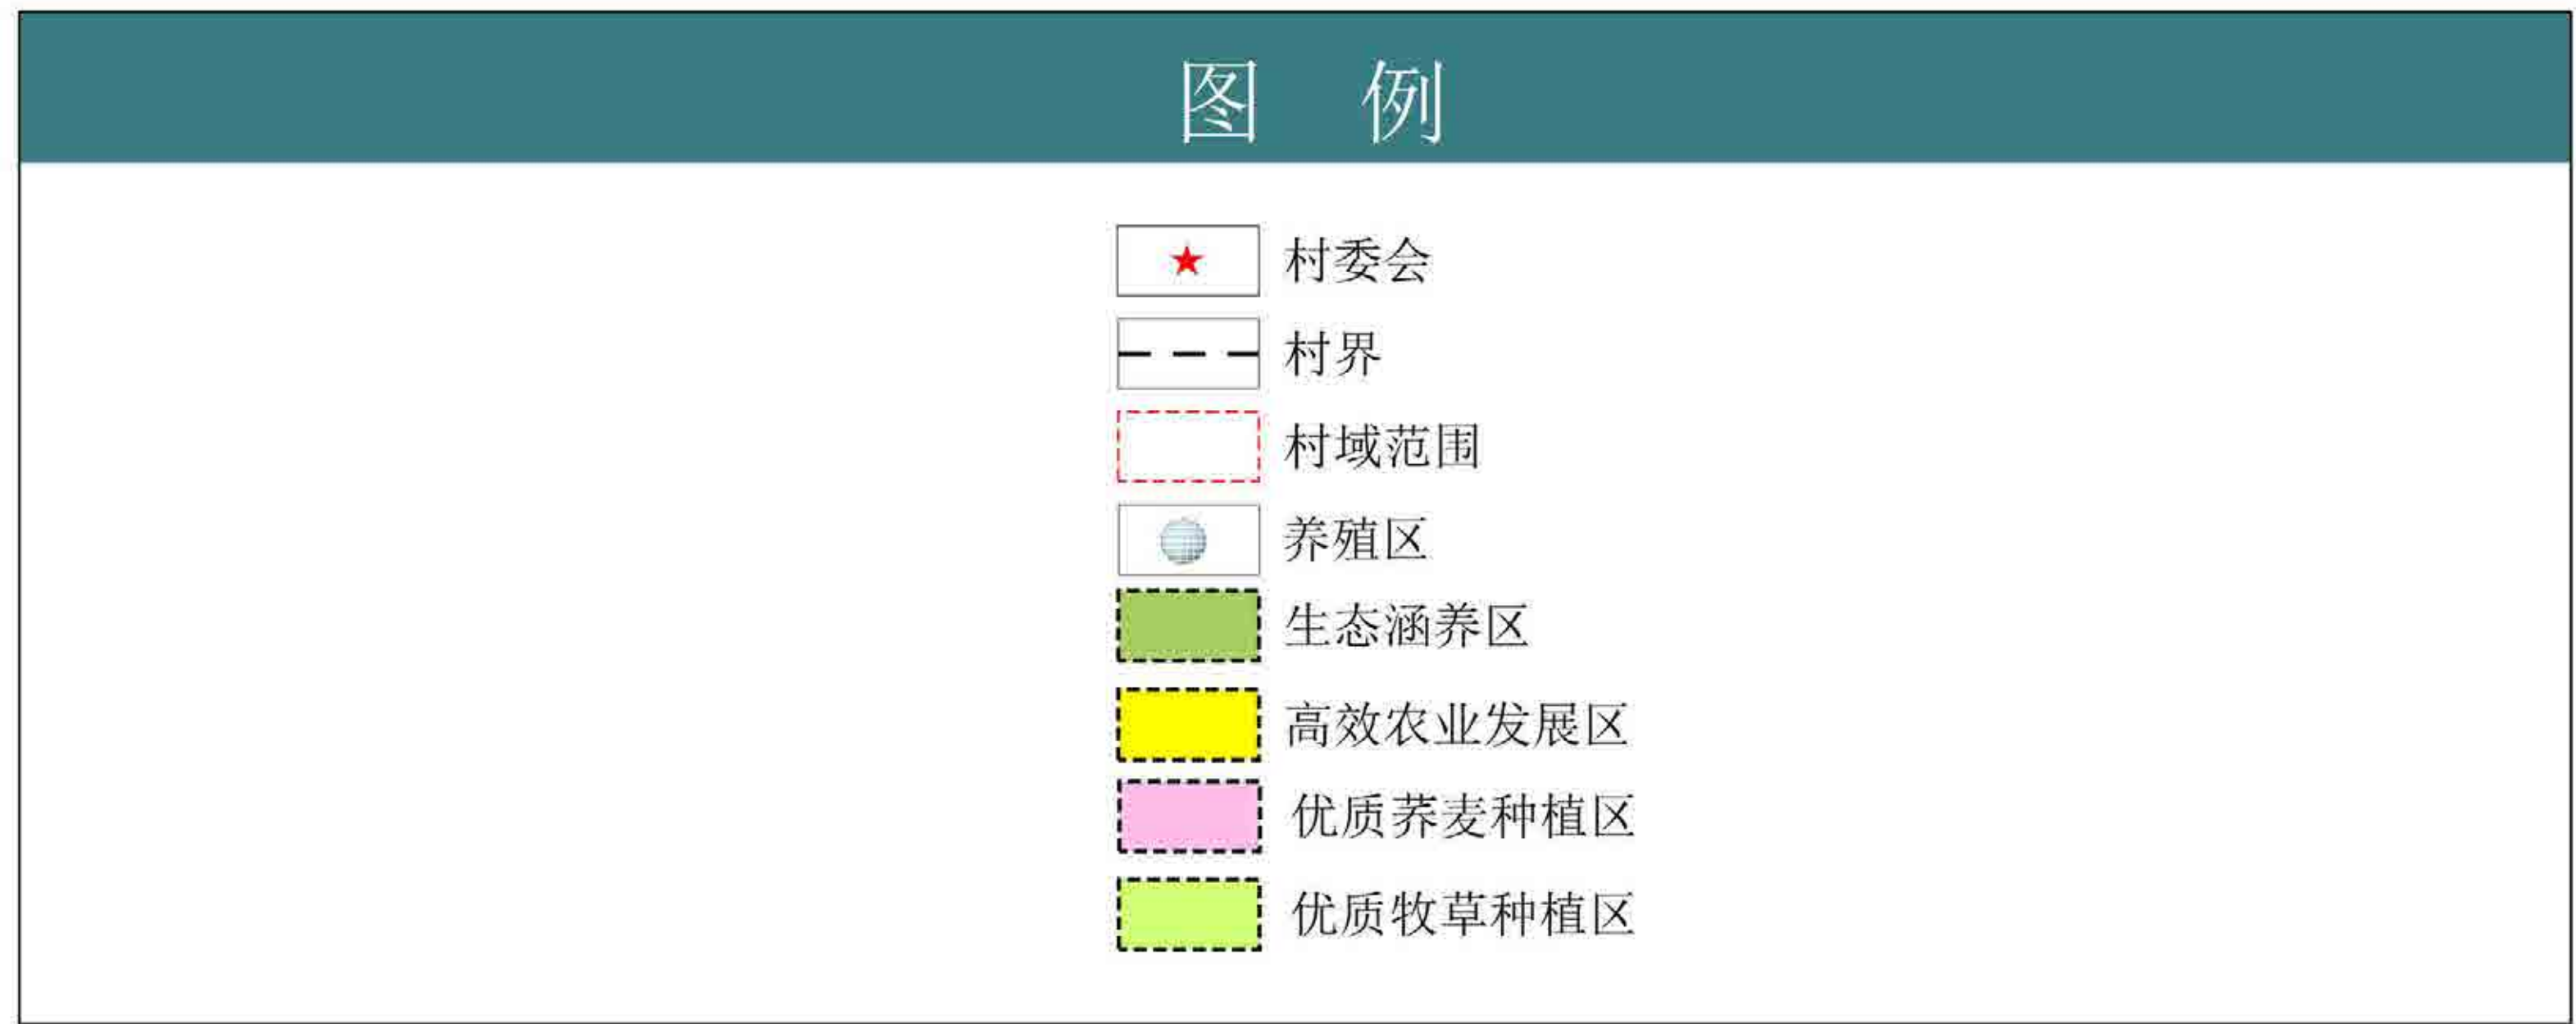 图 例
村委会
村界
村域范围
养殖区
生态涵养区
高效农业发展区
优质荞麦种植区
优质牧草种植区